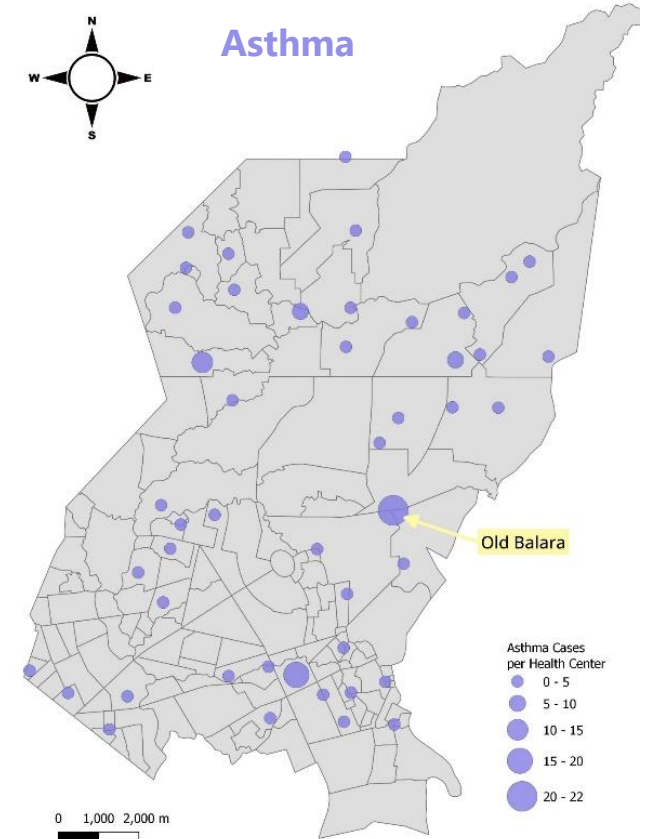 N
Asthma
W E
S
Old Balara
Asthma Cases
per Health Center
0 - 5
5 - 10
10 - 15
15 - 20
20 - 22
0 1,000 2,000 m